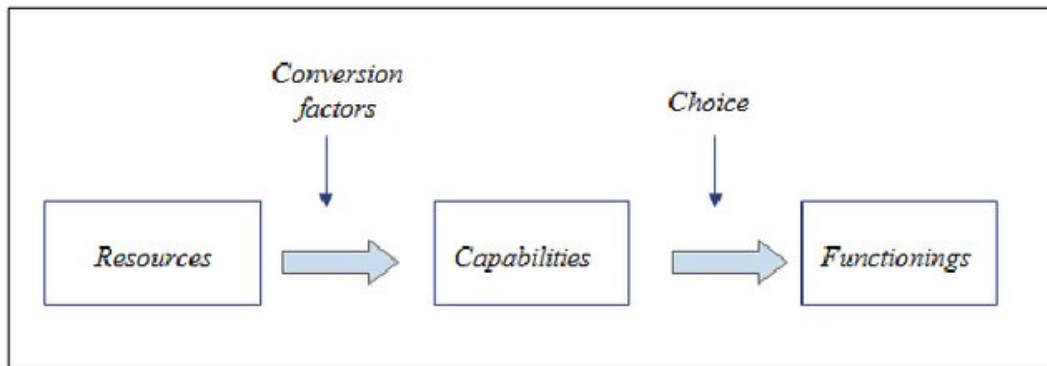 Conversion
factors
Choice
Resources
Capabilities
Functionings